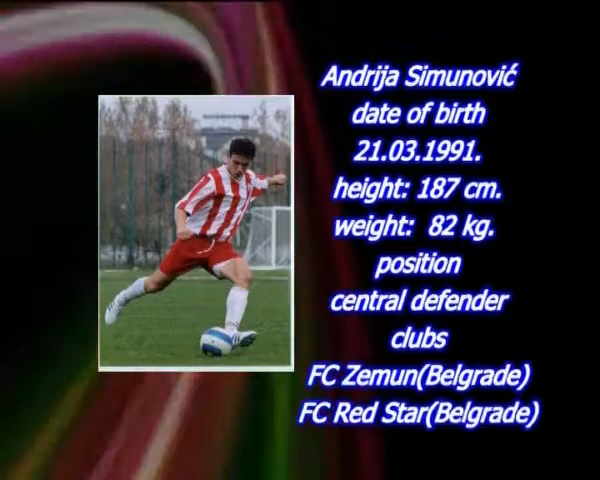 Andrija Simunović
date of birth
21.03.1991.
height: 187 cm.
weight: 82 kg.
position
central defender
clubs
FC Zemun(Belgrade)
FC Red Star(Belgrade)